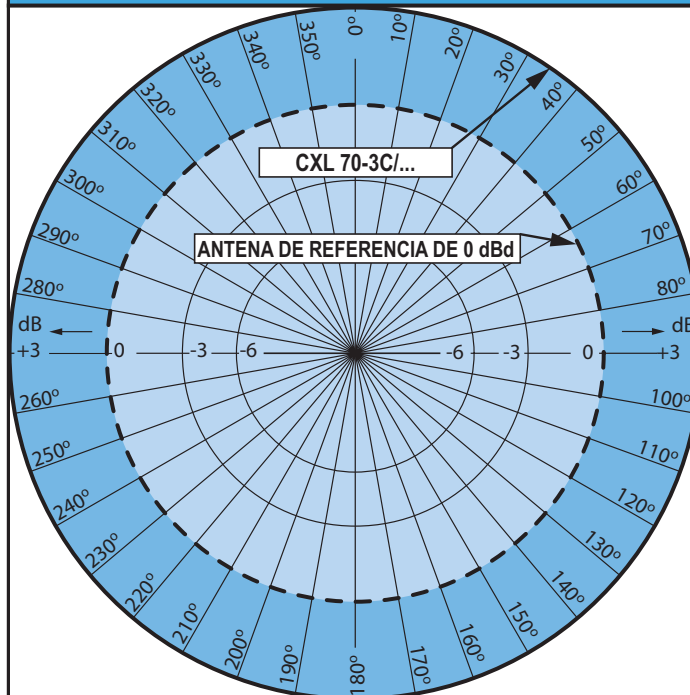 350º 0º 10º
340º 20º
330º 30º
320º 40º
310º 50º
300º 60º
290º 70º
280º 80º
CXL 70-3C/...
ANTENA DE REFERENCIA DE 0 dBd
dB dB
+3 0 -3 -6 -6 -3 0 +3
260º 100º
250º 110º
240º 120º
230º 130º
220º 140º
210º 150º
200º 160º
190º 180º 170º